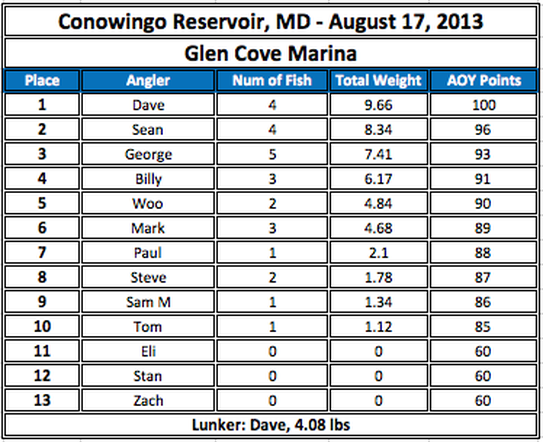 Conowingo Reservoir, MD - August 17, 2013
Glen Cove Marina
Place Angler Num of Fish Total Weight AOY Points
1 Dave 4 9.66 100
2 Sean 4 8.34 96
3 George 5 7.41 93
4 Billy 3 6.17 91
5 Woo 2 4.84 90
6 Mark 3 4.68 89
7 Paul 1 2.1 88
8 Steve 2 1.78 87
9 Sam M 1 1.34 86
10 Tom 1 1.12 85
11 Eli 0 0 60
12 Stan 0 0 60
13 Zach 0 0 60
Lunker: Dave, 4.08 lbs